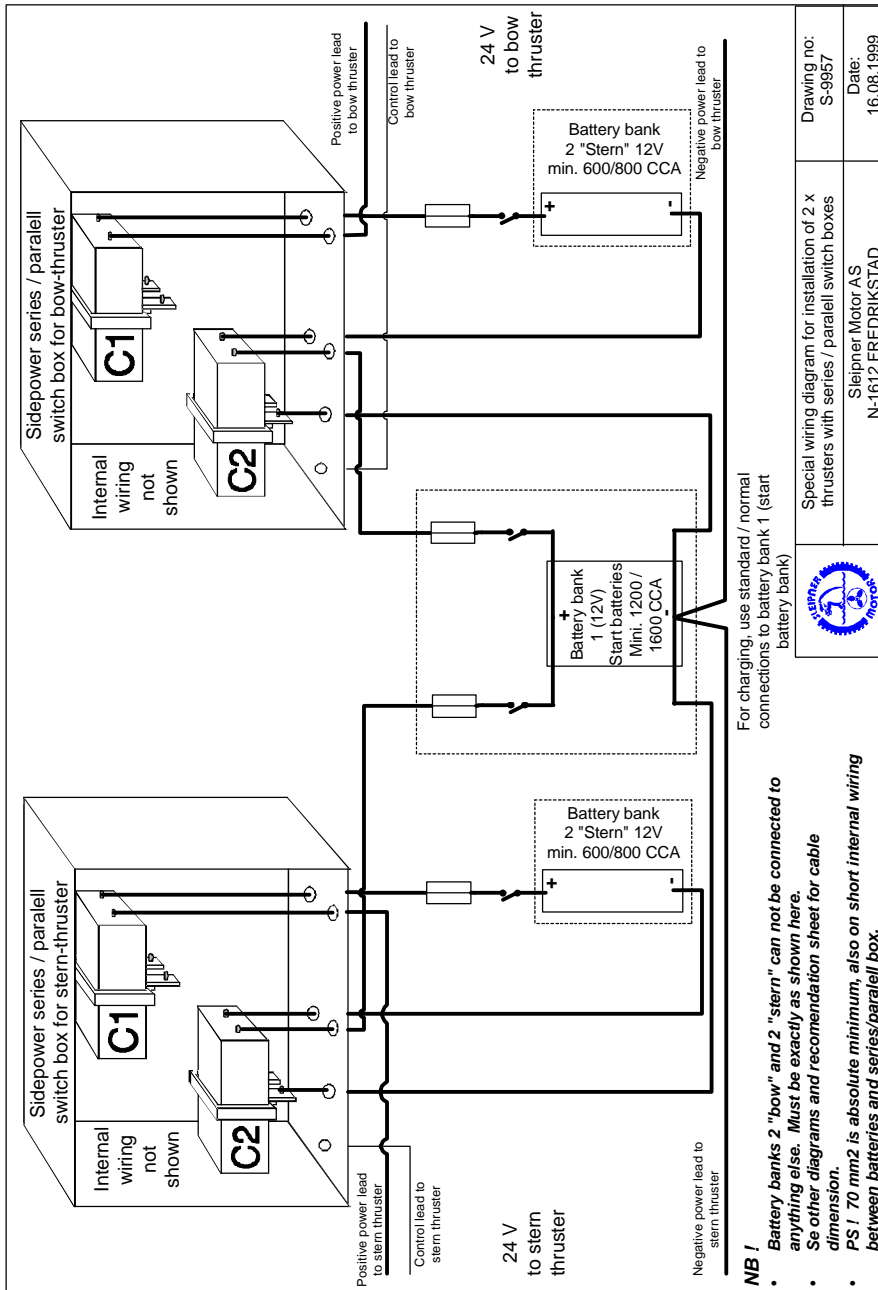 Sidepower series / paralell
switch box for stern-thruster
Internal
wiring
not
shown
C1
C2
Positive power lead
to stern thruster
Control lead to
stern thruster
24 V
to stern
thruster
Negative power lead to
stern thruster
Battery bank
2 "Stern" 12V
min. 600/800 CCA
+
-
+
Battery bank
1 (12V)
Start batteries
Mini. 1200 /
1600 CCA
-
Sidepower series / paralell
switch box for bow-thruster
Internal
wiring
not
shown
C1
C2
Positive power lead
to bow thruster
Control lead to
bow thruster
24 V
to bow
thruster
Battery bank
2 "Stern" 12V
min. 600/800 CCA
+
-
Negative power lead to
bow thruster
For charging, use standard / normal
connections to battery bank 1 (start
battery bank)
NB !
• Battery banks 2 "bow" and 2 "stern" can not be connected to
anything else. Must be exactly as shown here.
• Se other diagrams and recomendation sheet for cable
dimension.
• PS ! 70 mm2 is absolute minimum, also on short internal wiring
between batteries and series/paralell box.
SLEIPNER
MOTOR
Special wiring diagram for installation of 2 x
thrusters with series / paralell switch boxes
Drawing no:
S-9957
Sleipner Motor AS
N-1612 FREDRIKSTAD
Date:
16.08.1999